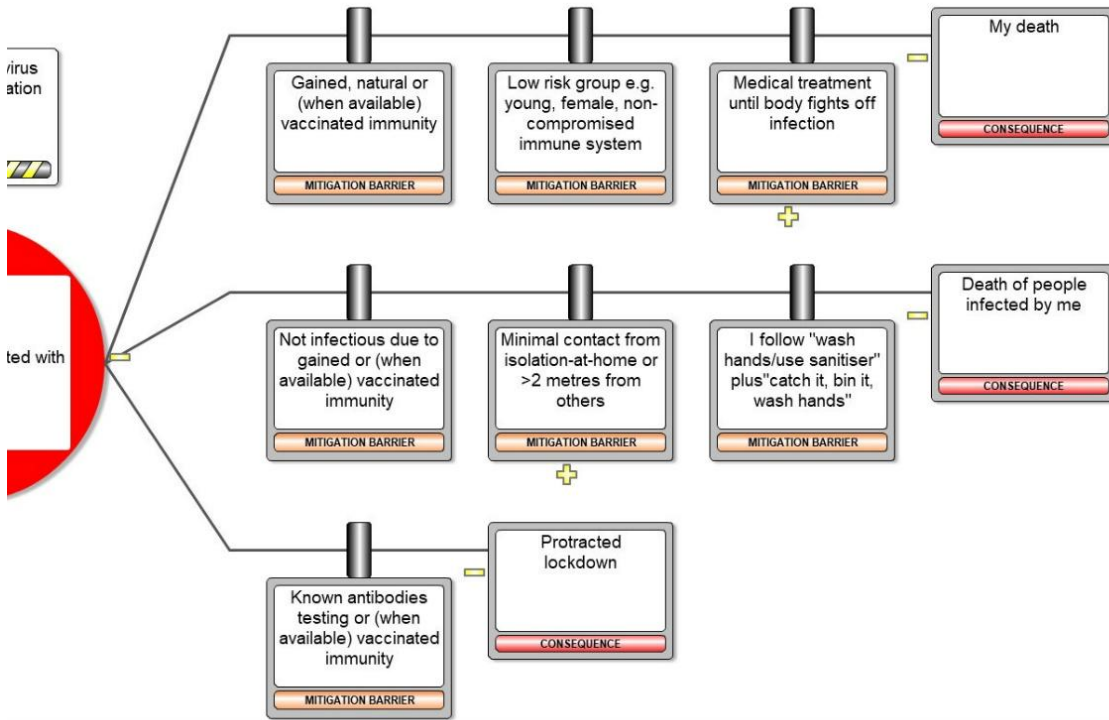 virus
ation
ted with
Gained, natural or
(when available)
vaccinated immunity
MITIGATION BARRIER
Low risk group e.g.
young, female, non-
compromised
immune system
MITIGATION BARRIER
Medical treatment
until body fights off
infection
MITIGATION BARRIER
My death
CONSEQUENCE
Not infectious due to
gained or (when
available) vaccinated
immunity
MITIGATION BARRIER
Minimal contact from
isolation-at-home or
>2 metres from
others
MITIGATION BARRIER
I follow "wash
hands/use sanitiser"
plus"catch it, bin it,
wash hands"
MITIGATION BARRIER
Death of people
infected by me
CONSEQUENCE
Known antibodies
testing or (when
available) vaccinated
immunity
MITIGATION BARRIER
Protracted
lockdown
CONSEQUENCE